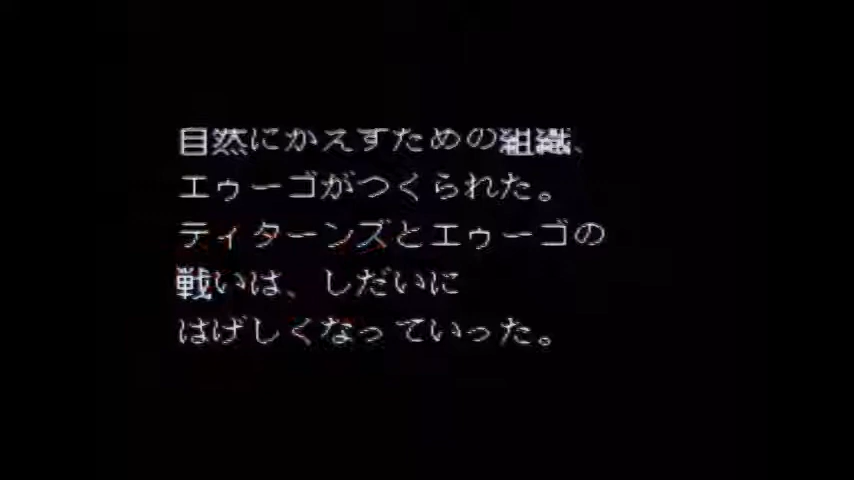 自然にかえすための組織、
エゥーゴがつくられた。
ティターンズとエゥーゴの
戦いは、しだいに
はげしくなっていった。